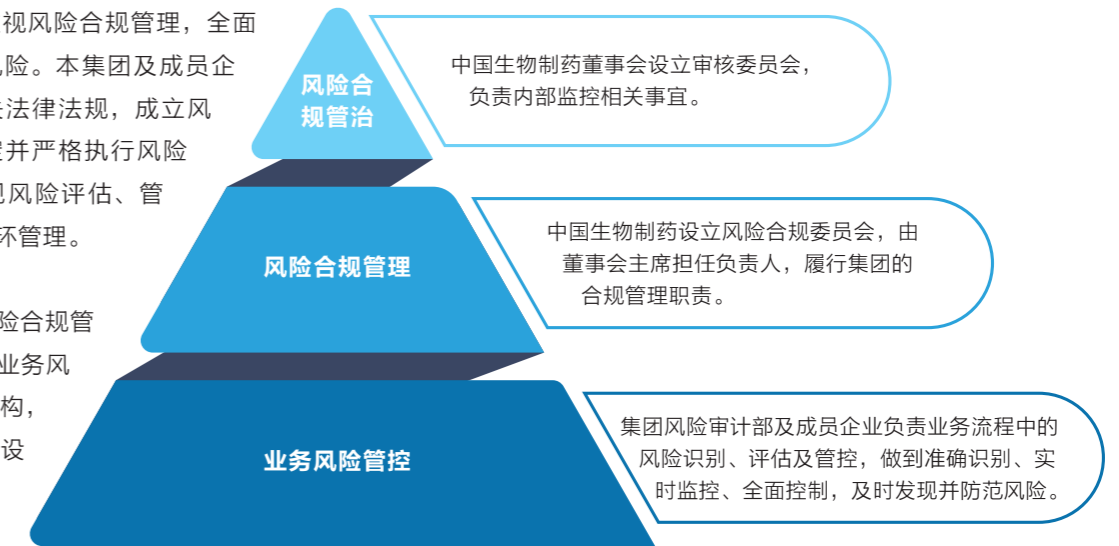 视风险合规管理，全面
风险。本集团及成员企
法律法规，成立风
并严格执行风险
风险评估、管
环管理。
险合规管
业务风
构，
设
风险合
规管治
中国生物制药董事会设立审核委员会，
负责内部监控相关事宜。
风险合规管理
中国生物制药设立风险合规委员会，由
董事会主席担任负责人，履行集团的
合规管理职责。
业务风险管控
集团风险审计部及成员企业负责业务流程中的
风险识别、评估及管控，做到准确识别、实
时监控、全面控制，及时发现并防范风险。